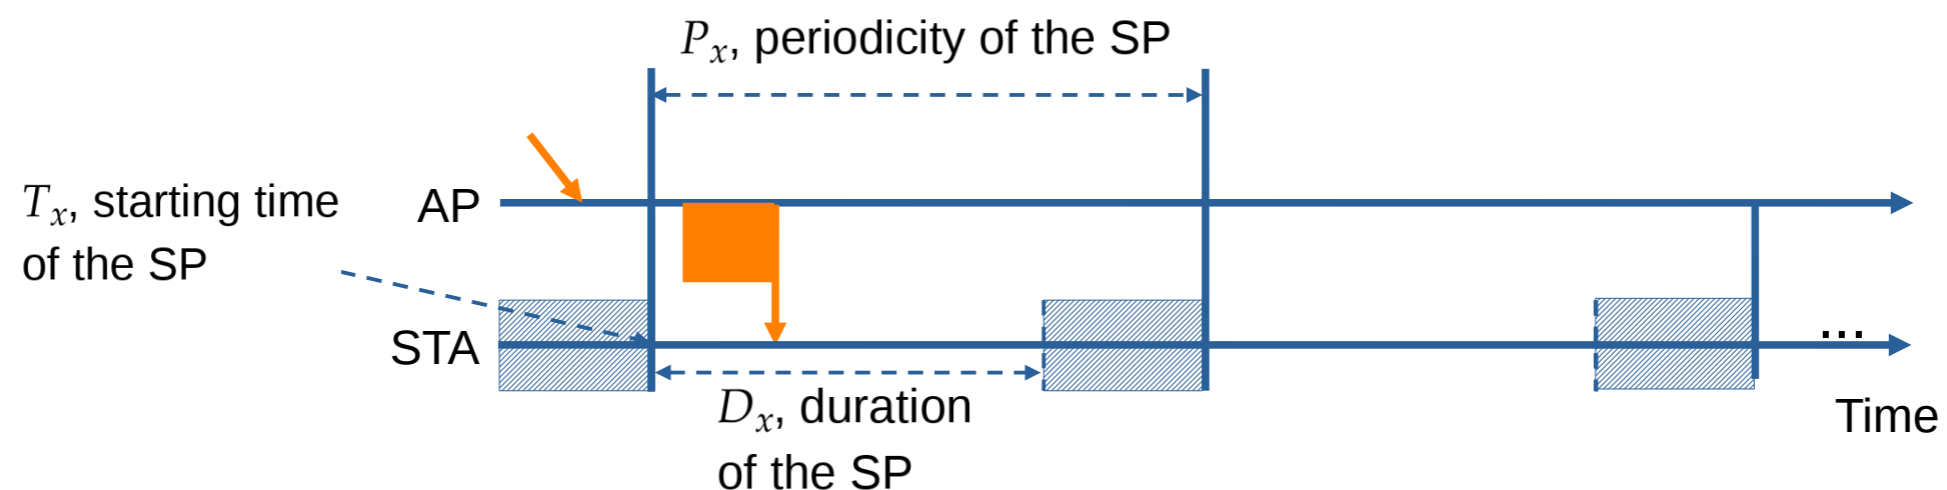 Px, periodicity of the SP
Tx, starting time
of the SP
AP
STA
...
Dx, duration
of the SP
Time